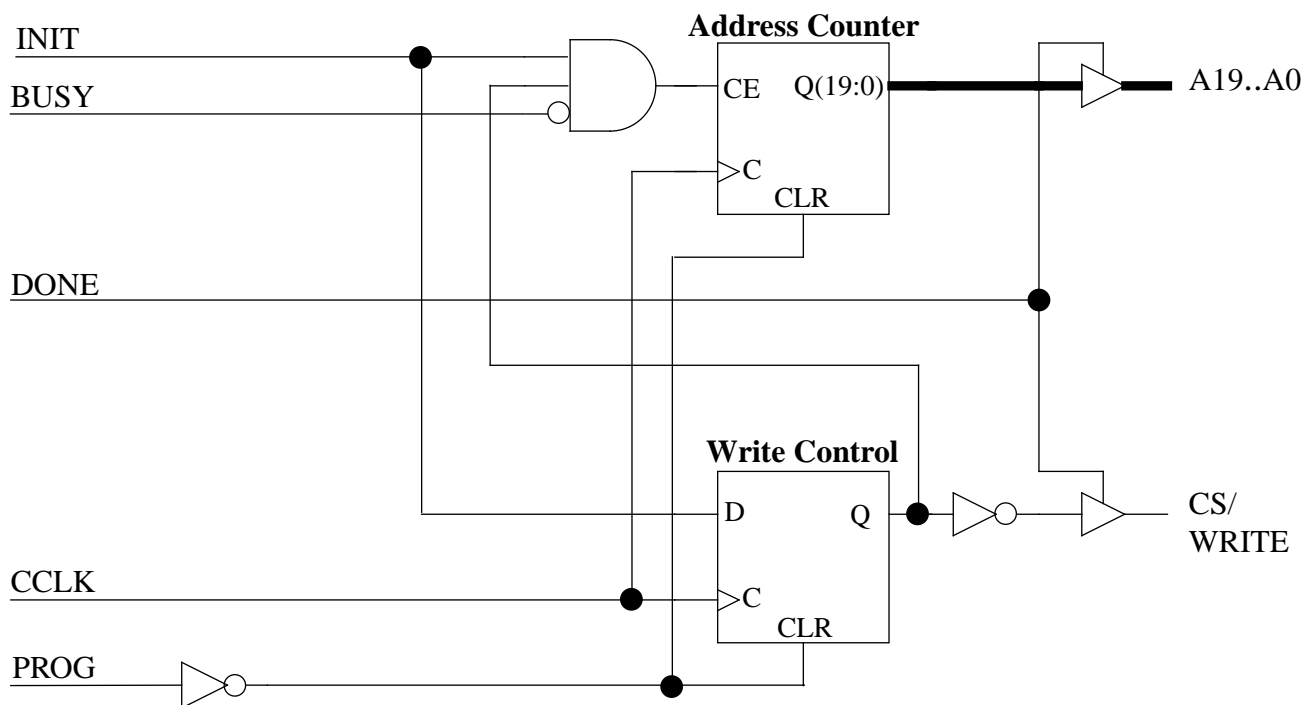 INIT
BUSY
Address Counter
CE
Q(19:0)
C
CLR
A19..A0
DONE
Write Control
D
Q
C
CLR
CS/
WRITE
CCLK
PROG